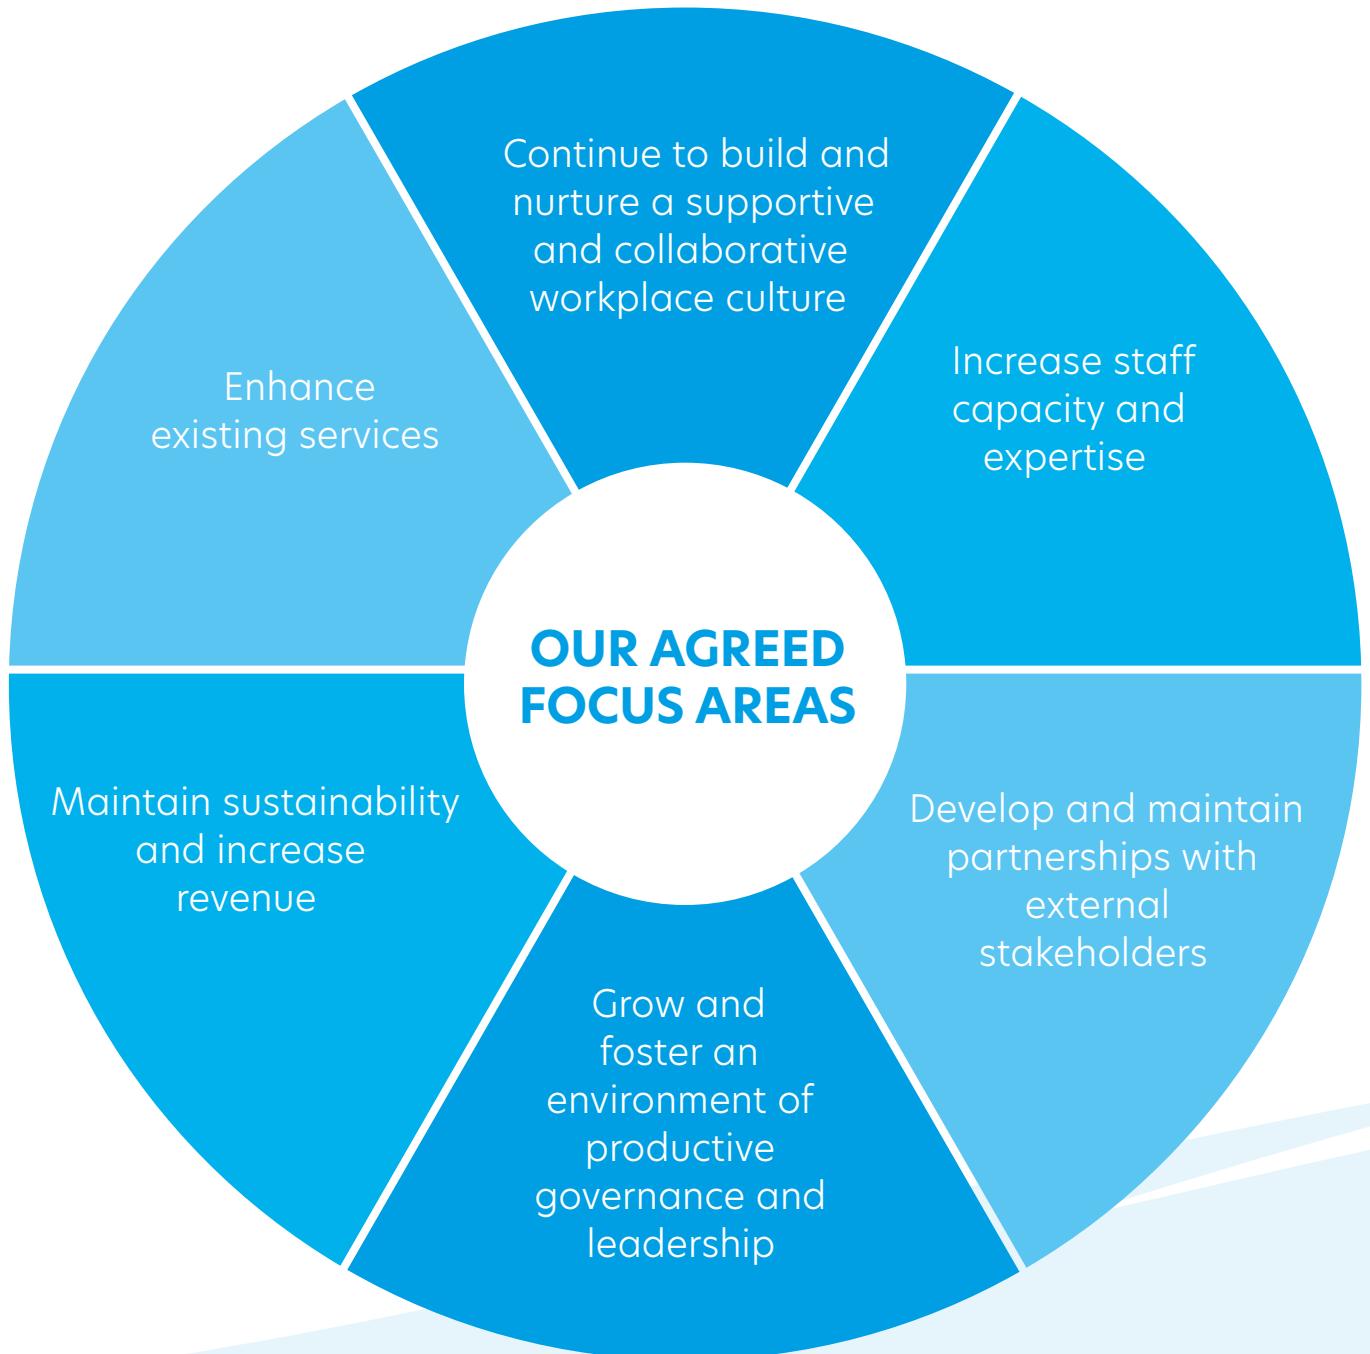 Continue to build and
nurture a supportive
and collaborative
workplace culture
Increase staff
capacity and
expertise
Develop and maintain
partnerships with
external
stakeholders
Grow and
foster an
environment of
productive
governance and
leadership
Maintain sustainability
and increase
revenue
Enhance
existing services
OUR AGREED
FOCUS AREAS